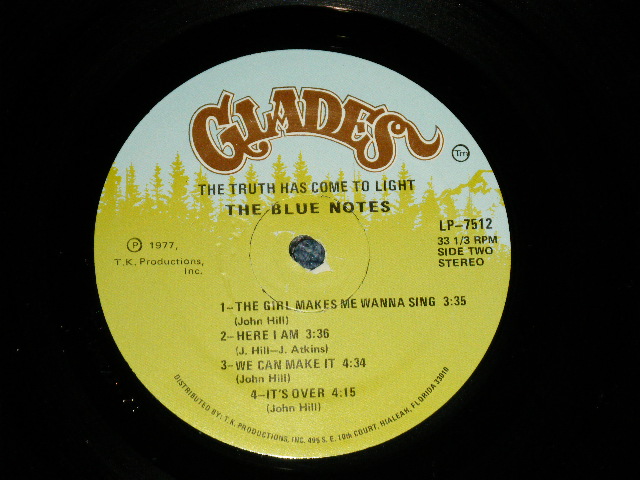 GLADES
Tm
THE TRUTH HAS COME TO LIGHT
THE BLUE NOTES
LP-7512
33 1/3 RPM
SIDE TWO
STEREO
℗ 1977,
T.K. Productions,
Inc.
1-THE GIRL MAKES ME WANNA SING 3:35
(John Hill)
2-HERE I AM 3:36
(J. Hill-J. Atkins)
3-WE CAN MAKE IT 4:34
(John Hill)
4-IT'S OVER 4:15
(John Hill)
DISTRIBUTED BY: T.K. PRODUCTIONS, INC. 495 S.E. 10th COURT, HIALEAH, FLORIDA 33010